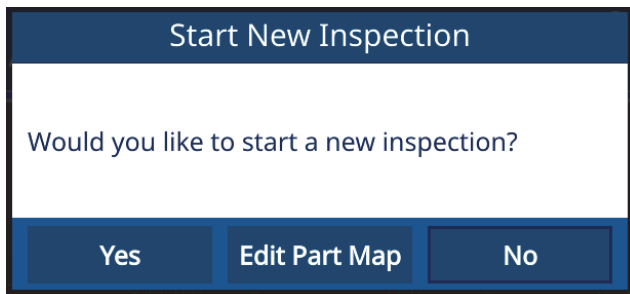 Start New Inspection
Would you like to start a new inspection?
Yes Edit Part Map No